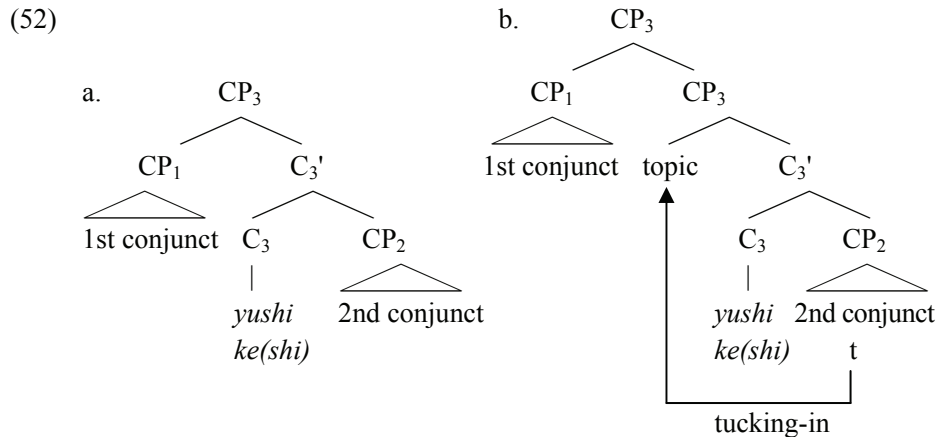 (52)
b.
CP₃
a.
CP₃
CP₁ CP₃
CP₁ C₃'
1st conjunct topic C₃'
1st conjunct C₃ CP₂
C₃ CP₂
yushi 2nd conjunct
ke(shi)
yushi 2nd conjunct
ke(shi) t
tucking-in